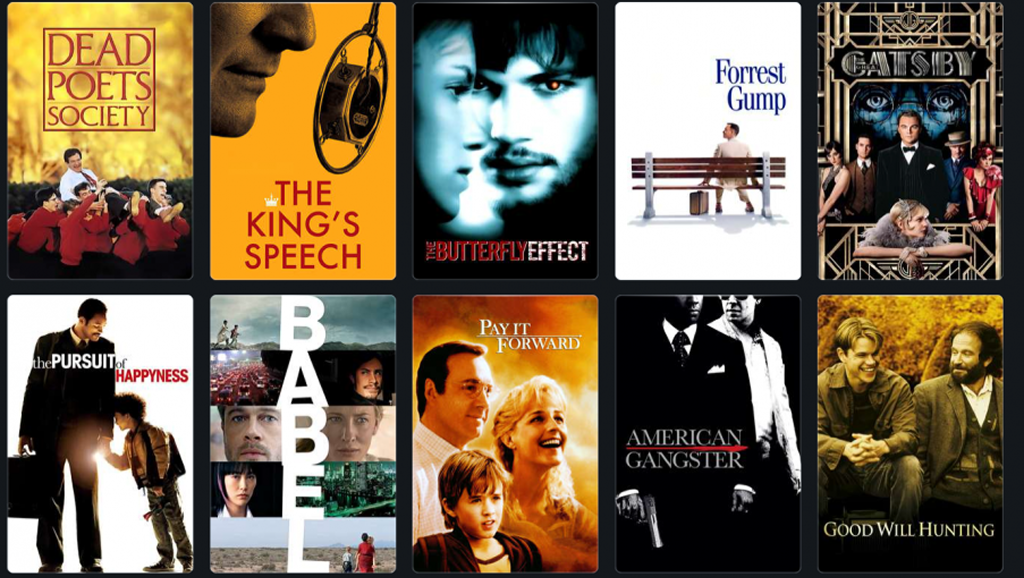 DEAD
POETS
SOCIETY
THE
KING'S
SPEECH
THE BUTTERFLY EFFECT
Forrest
Gump
GATSBY
the PURSUIT of
HAPPYNESS
BABEL
PAY IT
FORWARD
AMERICAN
GANGSTER
GOOD WILL HUNTING